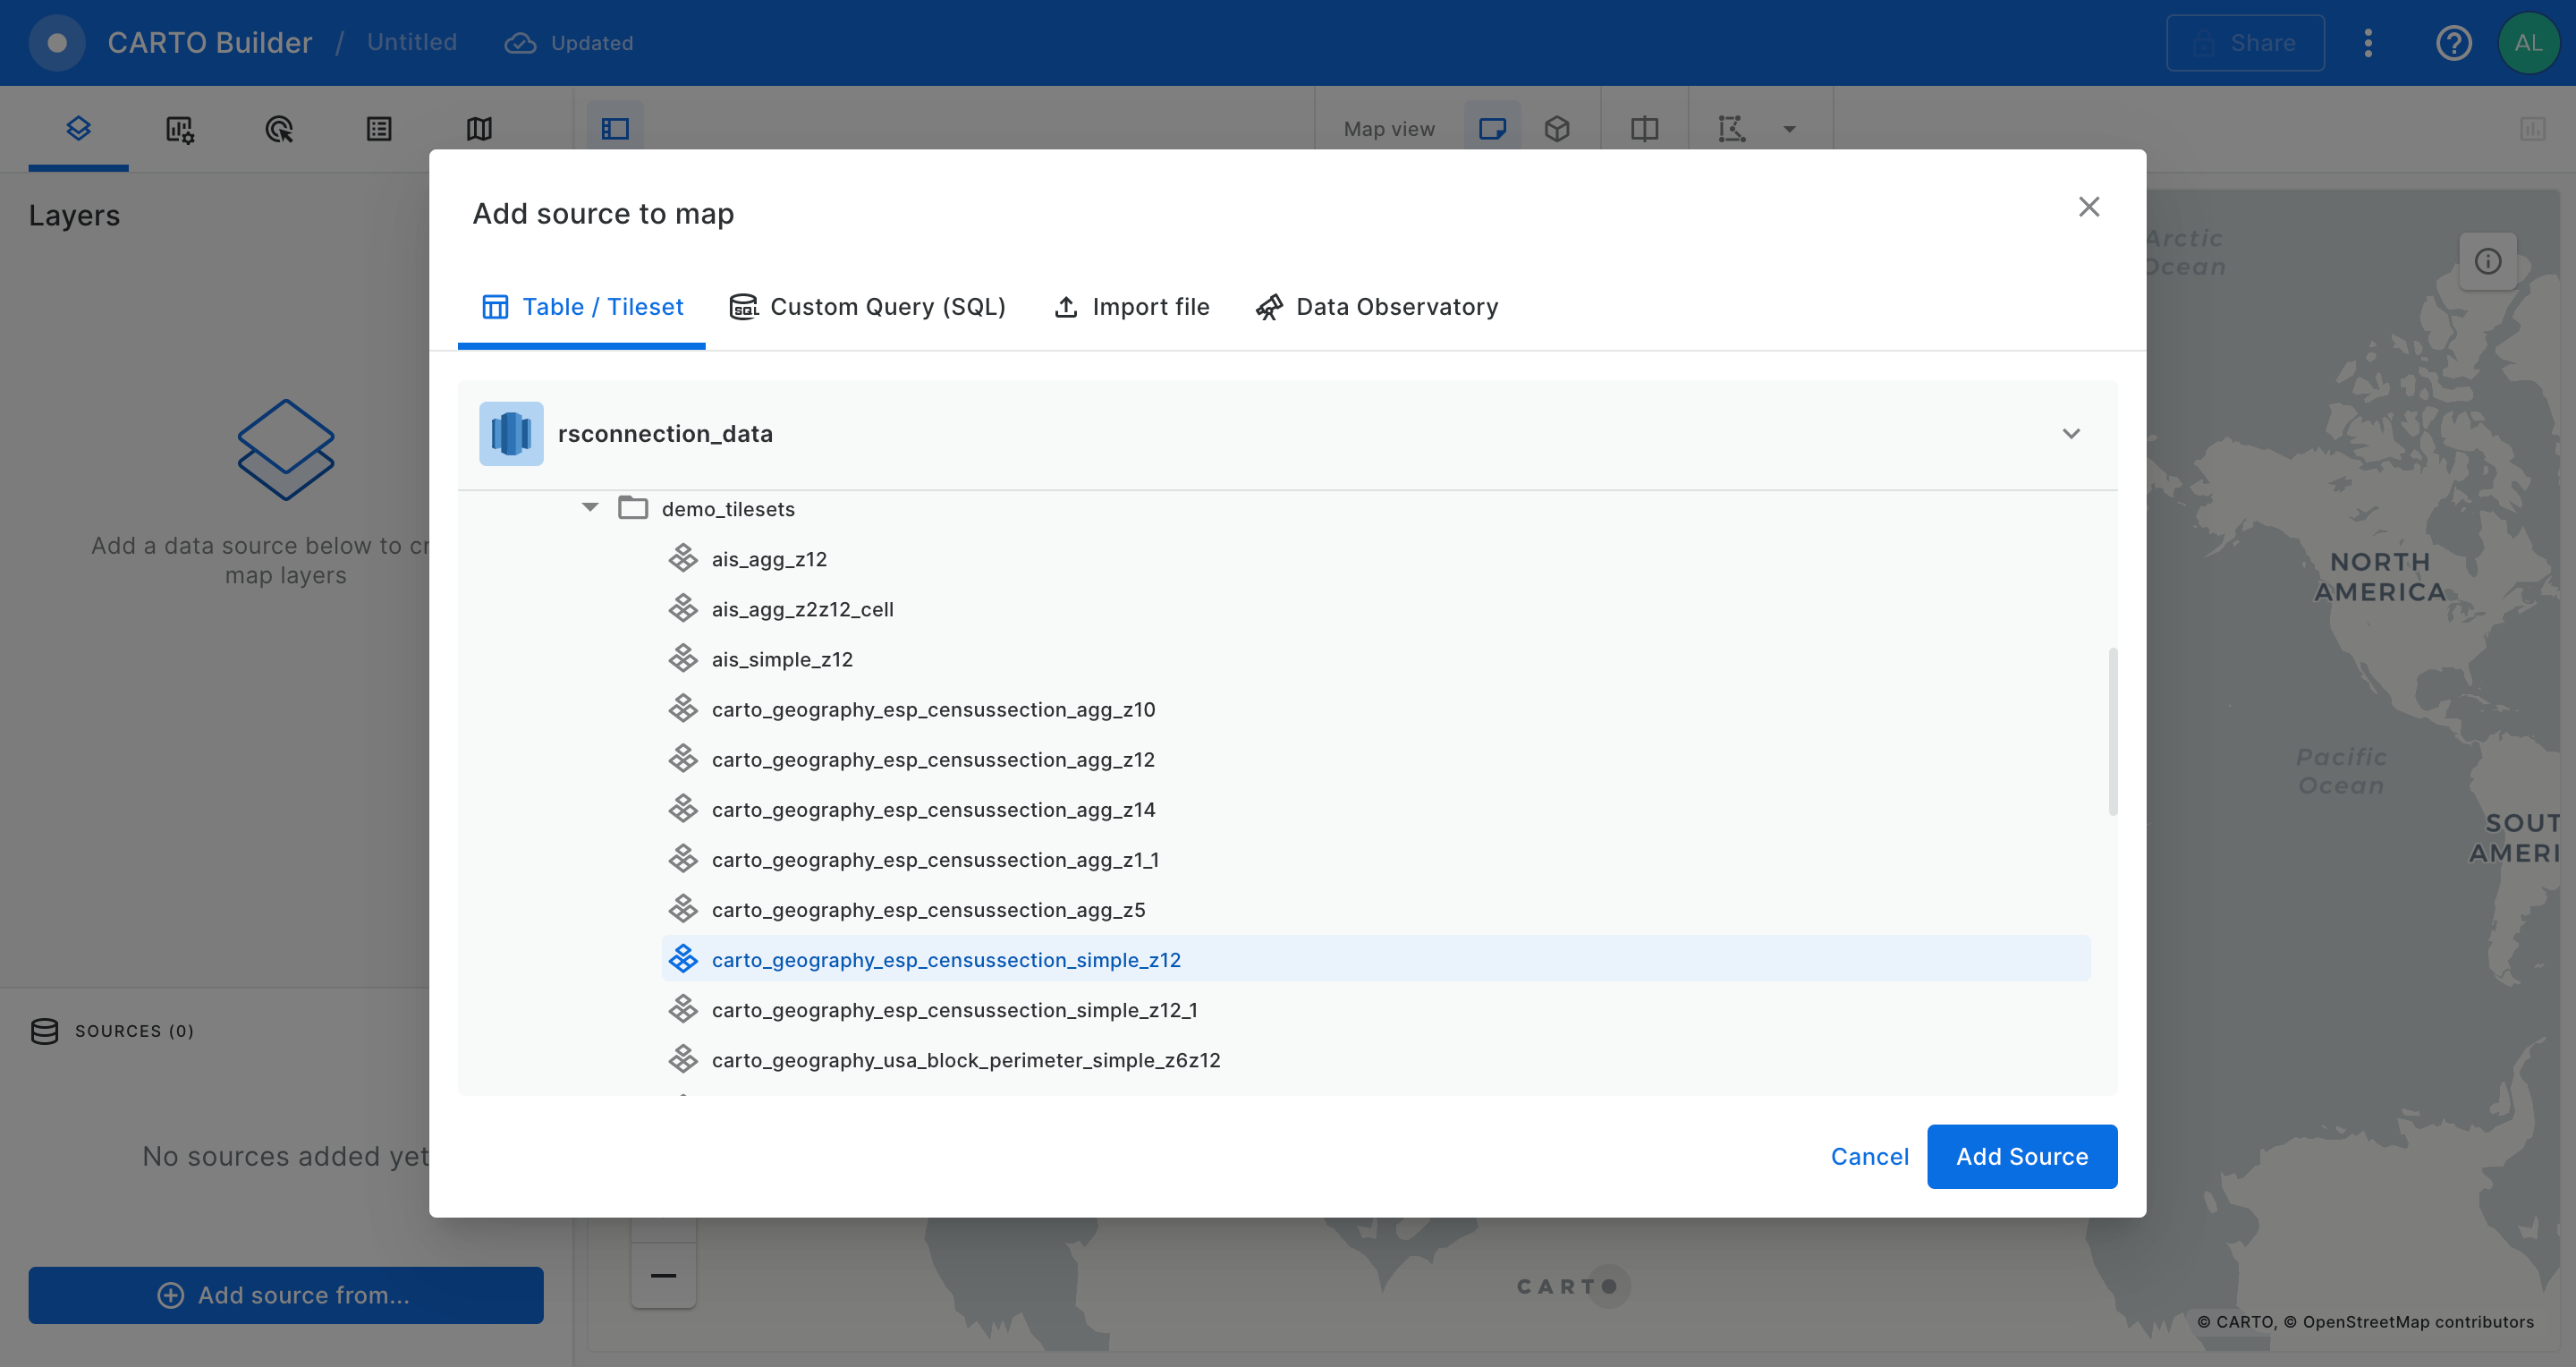 CARTO Builder / Untitled Updated Share AL
Map view
Layers
Add a data source below to cr
map layers
SOURCES (0)
No sources added yet
Add source from...
Add source to map
Table / Tileset Custom Query (SQL) Import file Data Observatory
rsconnection_data
demo_tilesets
ais_agg_z12
ais_agg_z2z12_cell
ais_simple_z12
carto_geography_esp_censussection_agg_z10
carto_geography_esp_censussection_agg_z12
carto_geography_esp_censussection_agg_z14
carto_geography_esp_censussection_agg_z1_1
carto_geography_esp_censussection_agg_z5
carto_geography_esp_censussection_simple_z12
carto_geography_esp_censussection_simple_z12_1
carto_geography_usa_block_perimeter_simple_z6z12
Cancel Add Source
Arctic
Ocean
NORTH
AMERICA
Pacific
Ocean
SOUT
AMERI
CARTO
© CARTO, © OpenStreetMap contributors